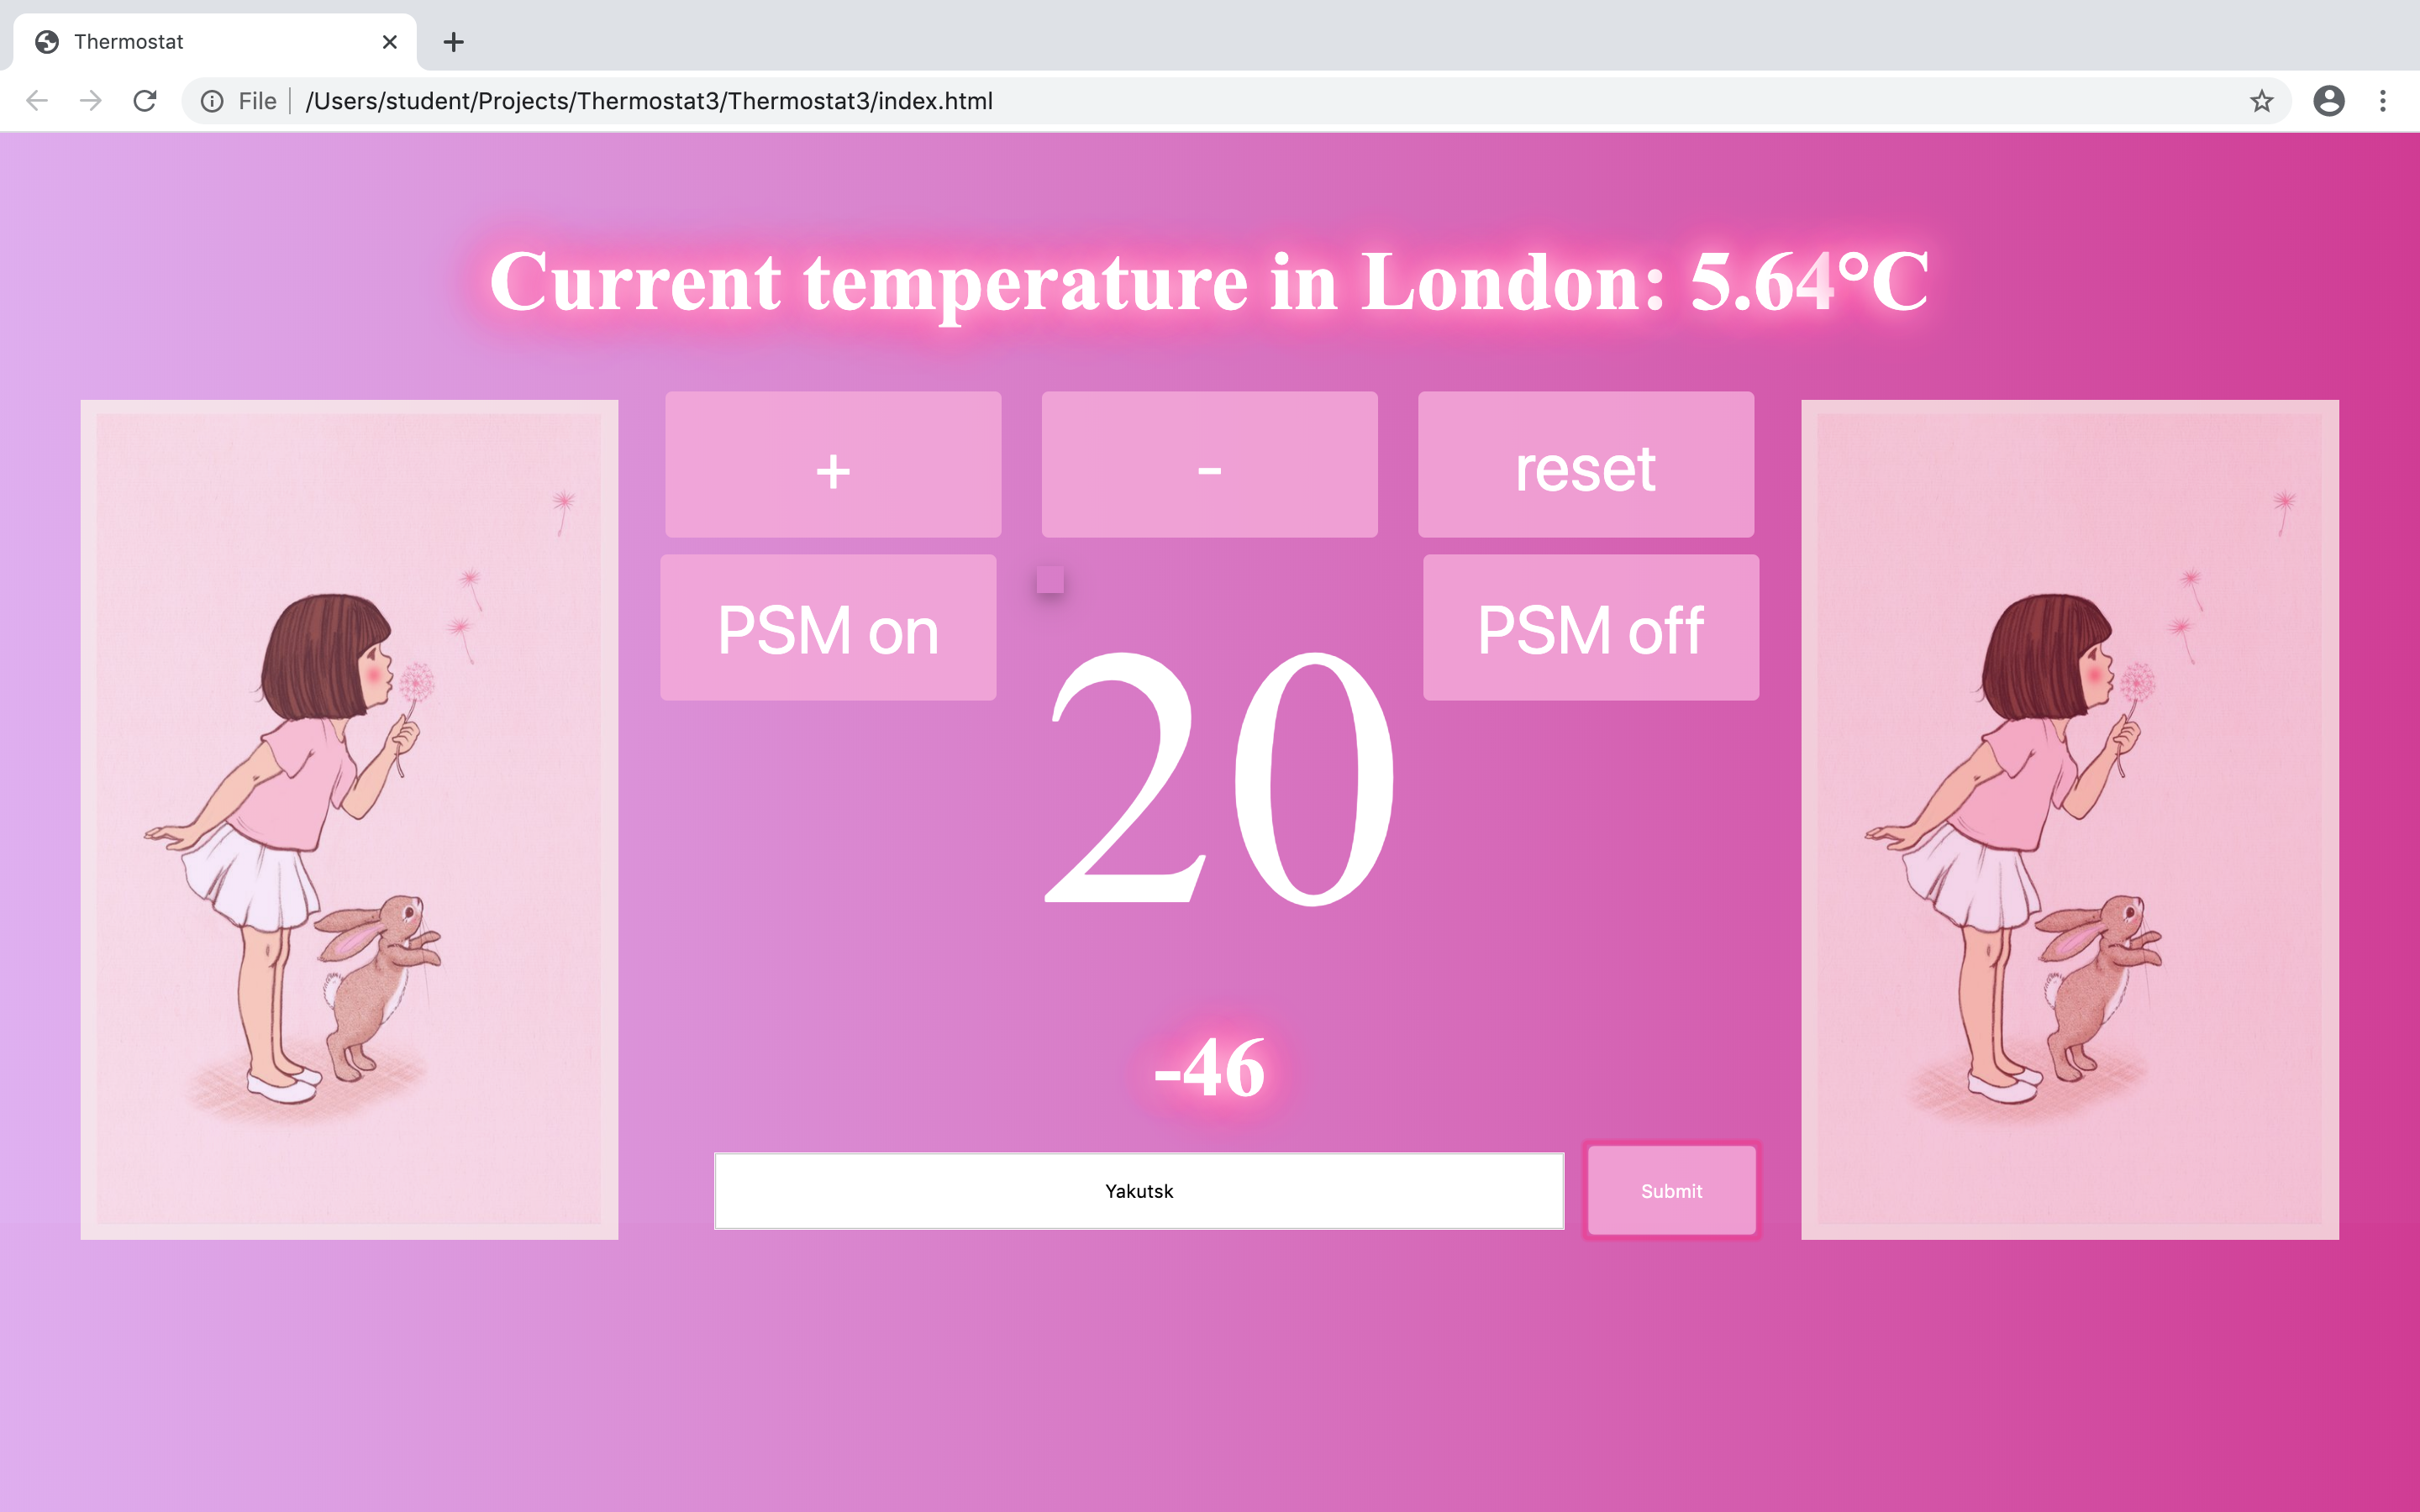 Thermostat
File | /Users/student/Projects/Thermostat3/Thermostat3/index.html
Current temperature in London: 5.64°C
+ - reset
PSM on PSM off
20
-46
Yakutsk Submit